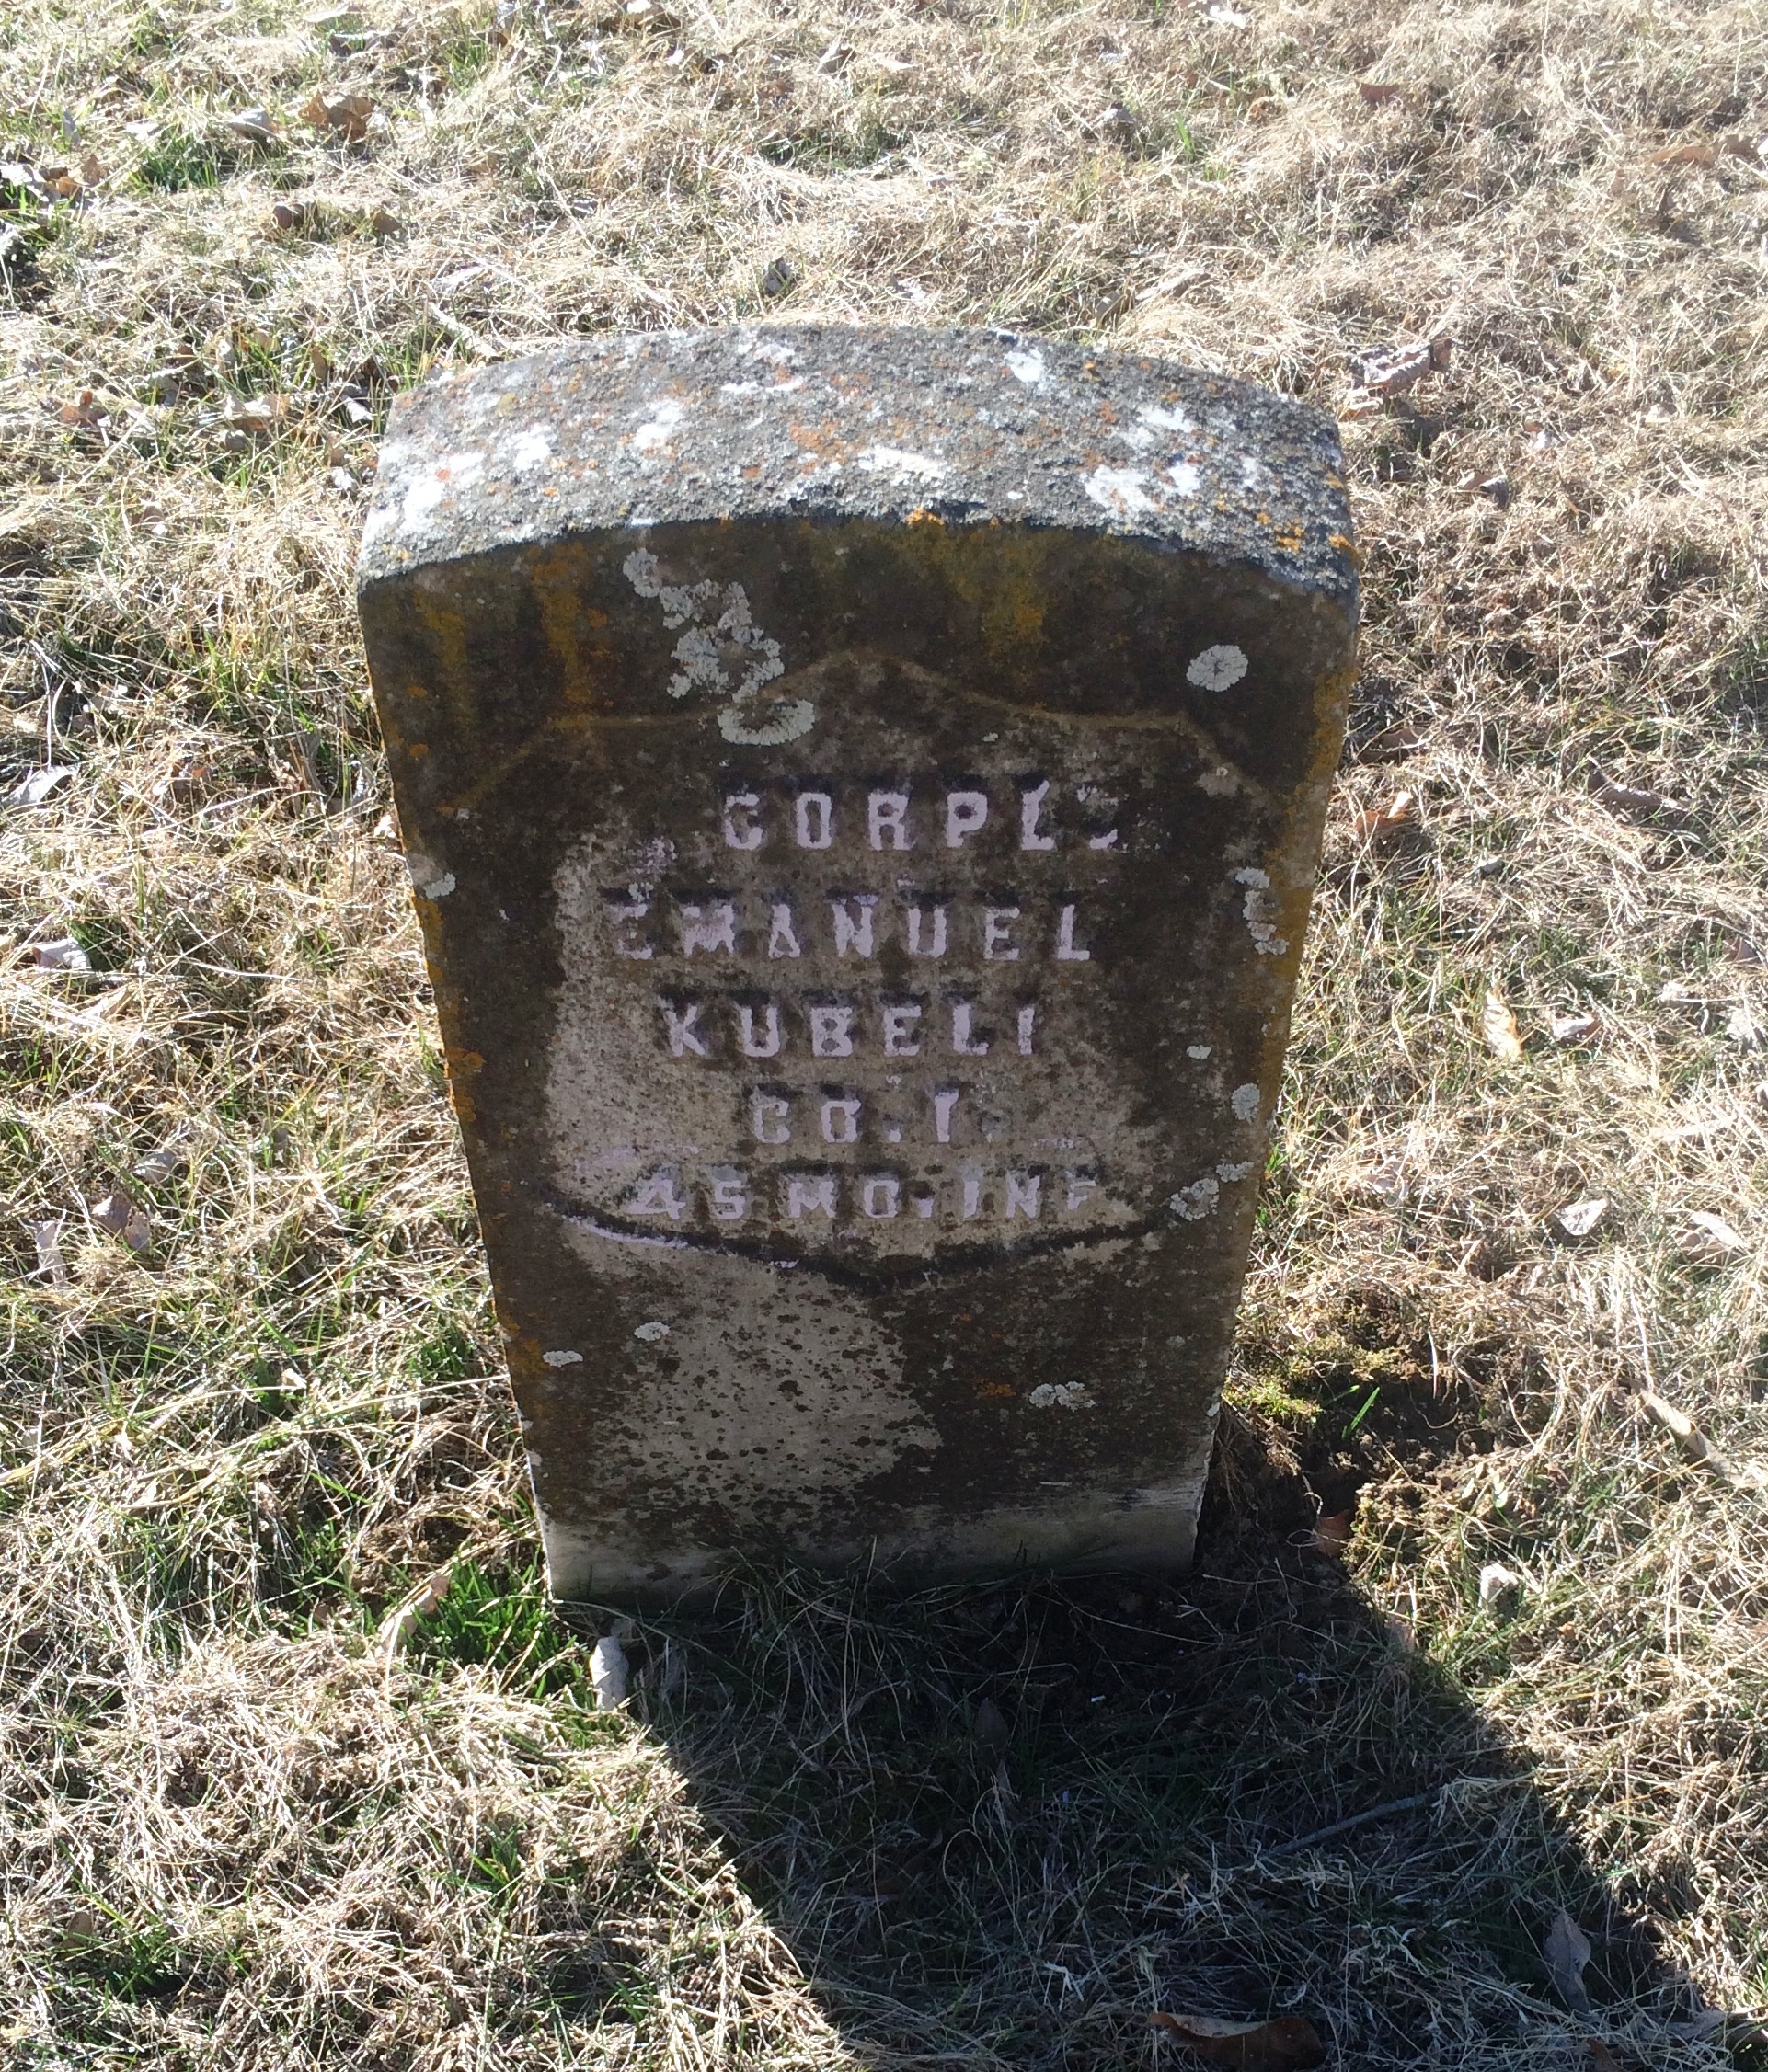 CORPL
EMANUEL
KUBELI
CO. I.
45 MO. INF.